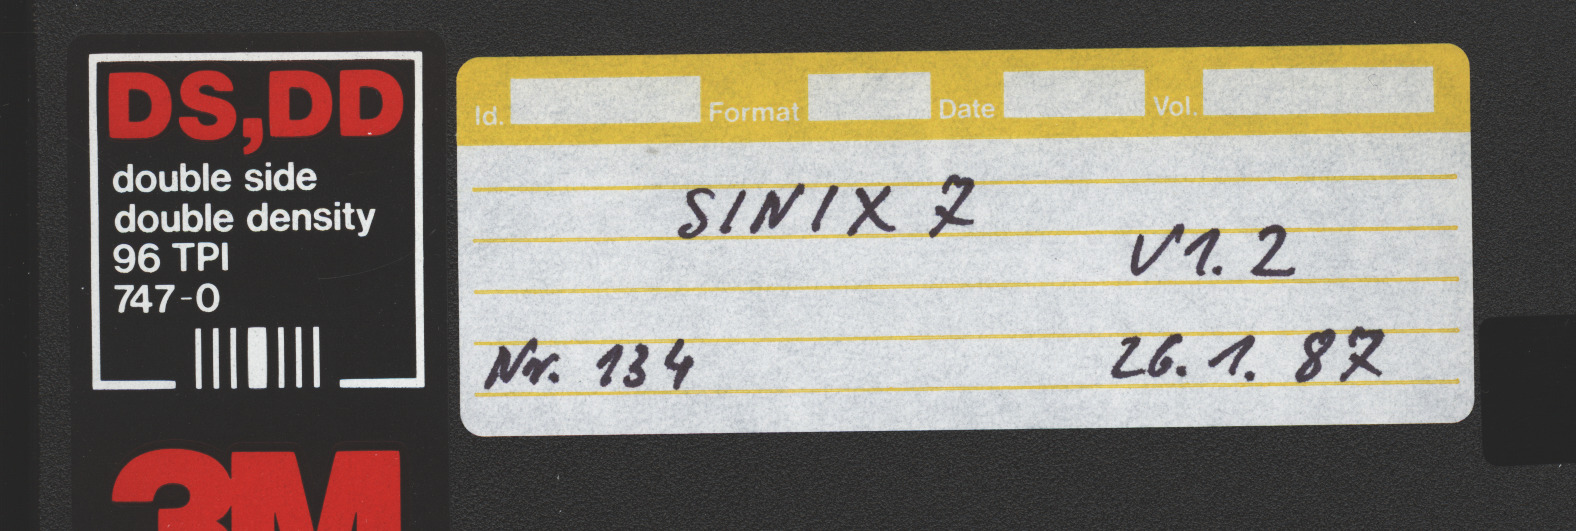 DS,DD
double side
double density
96 TPI
747-0
3M
Id. Format Date Vol.
SINIX 7
V1.2
Nr. 134 26.1.87